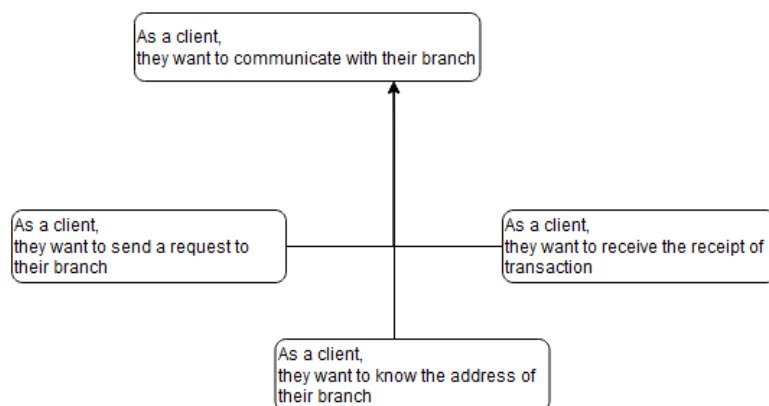 As a client,
they want to communicate with their branch
As a client,
they want to send a request to
their branch
As a client,
they want to receive the receipt of
transaction
As a client,
they want to know the address of
their branch